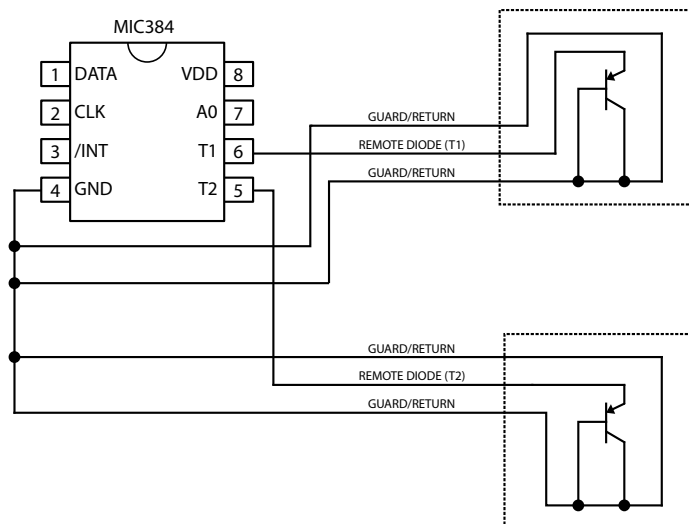 MIC384
1 DATA VDD 8
2 CLK A0 7
3 /INT T1 6
4 GND T2 5
GUARD/RETURN
REMOTE DIODE (T1)
GUARD/RETURN
GUARD/RETURN
REMOTE DIODE (T2)
GUARD/RETURN